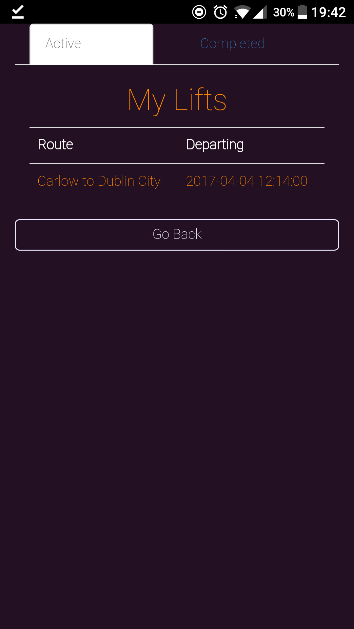 30% 19:42
Active Completed
My Lifts
Route Departing
Carlow to Dublin City 2017-04-04 12:14:00
Go Back